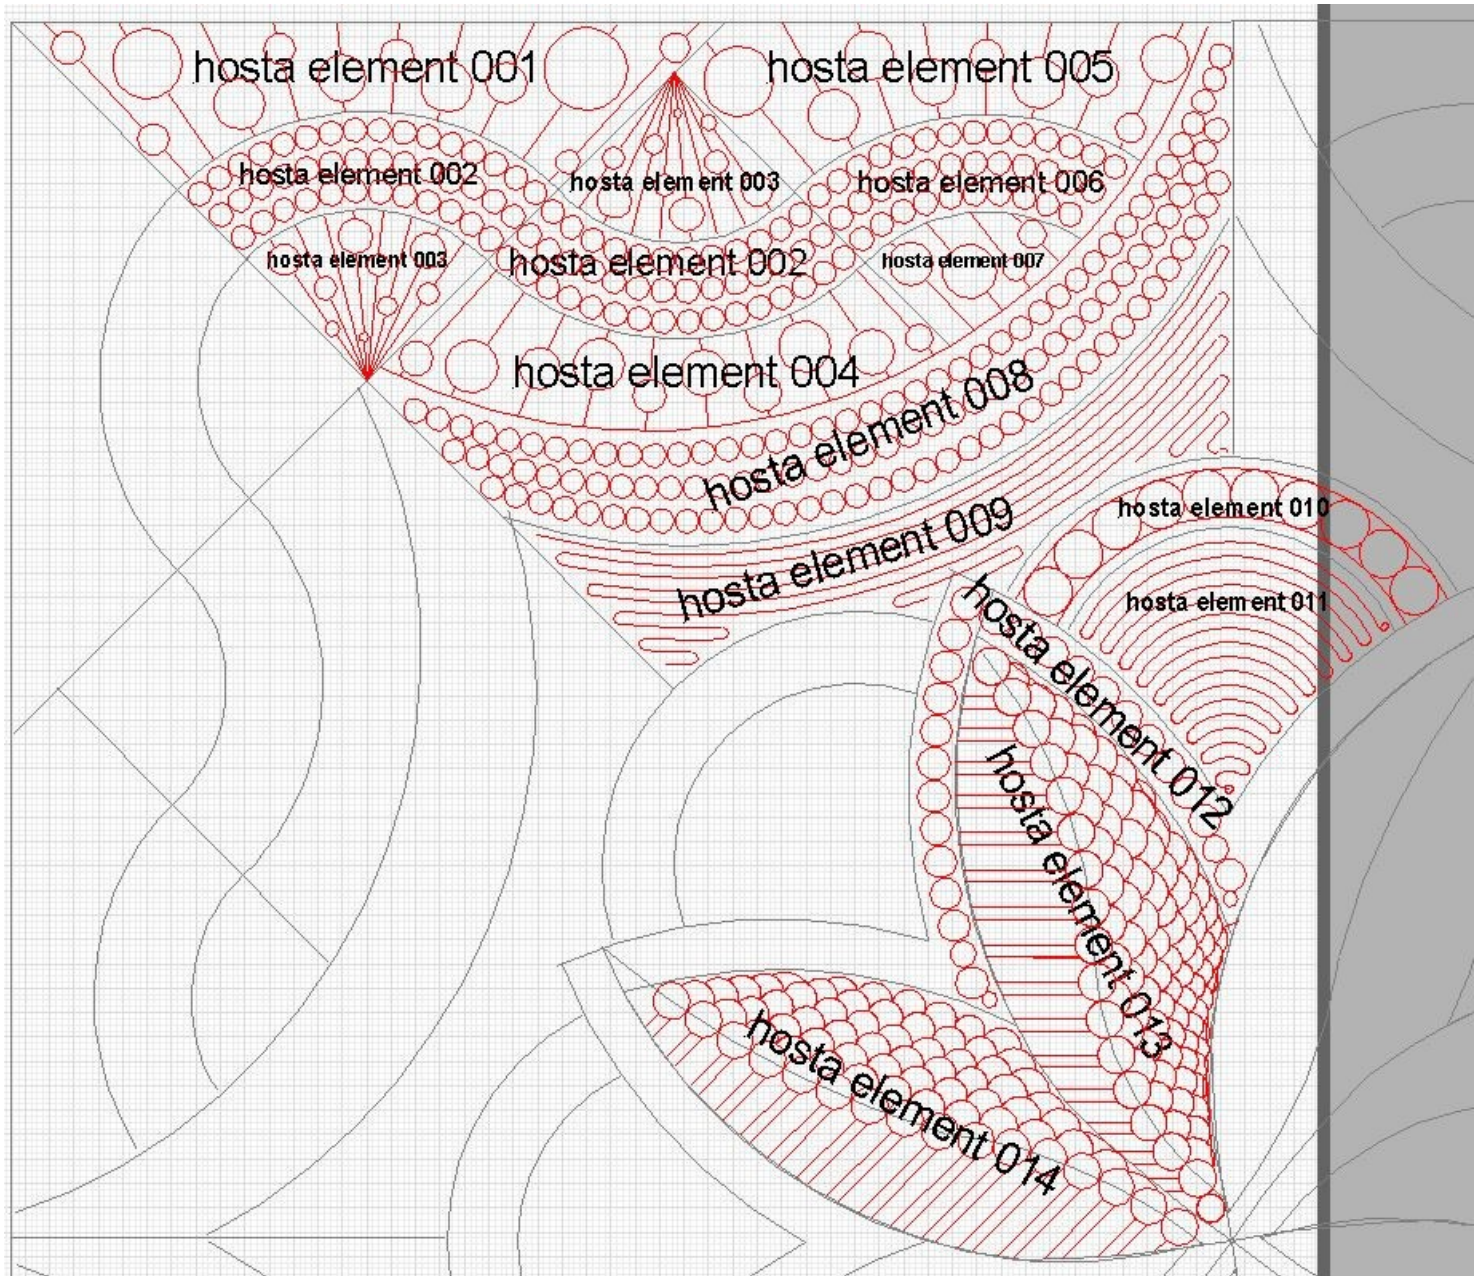 hosta element 001
hosta element 005
hosta element 002
hosta element 003
hosta element 006
hosta element 003
hosta element 002
hosta element 007
hosta element 004
hosta element 008
hosta element 009
hosta element 010
hosta element 011
hosta element 012
hosta element 013
hosta element 014